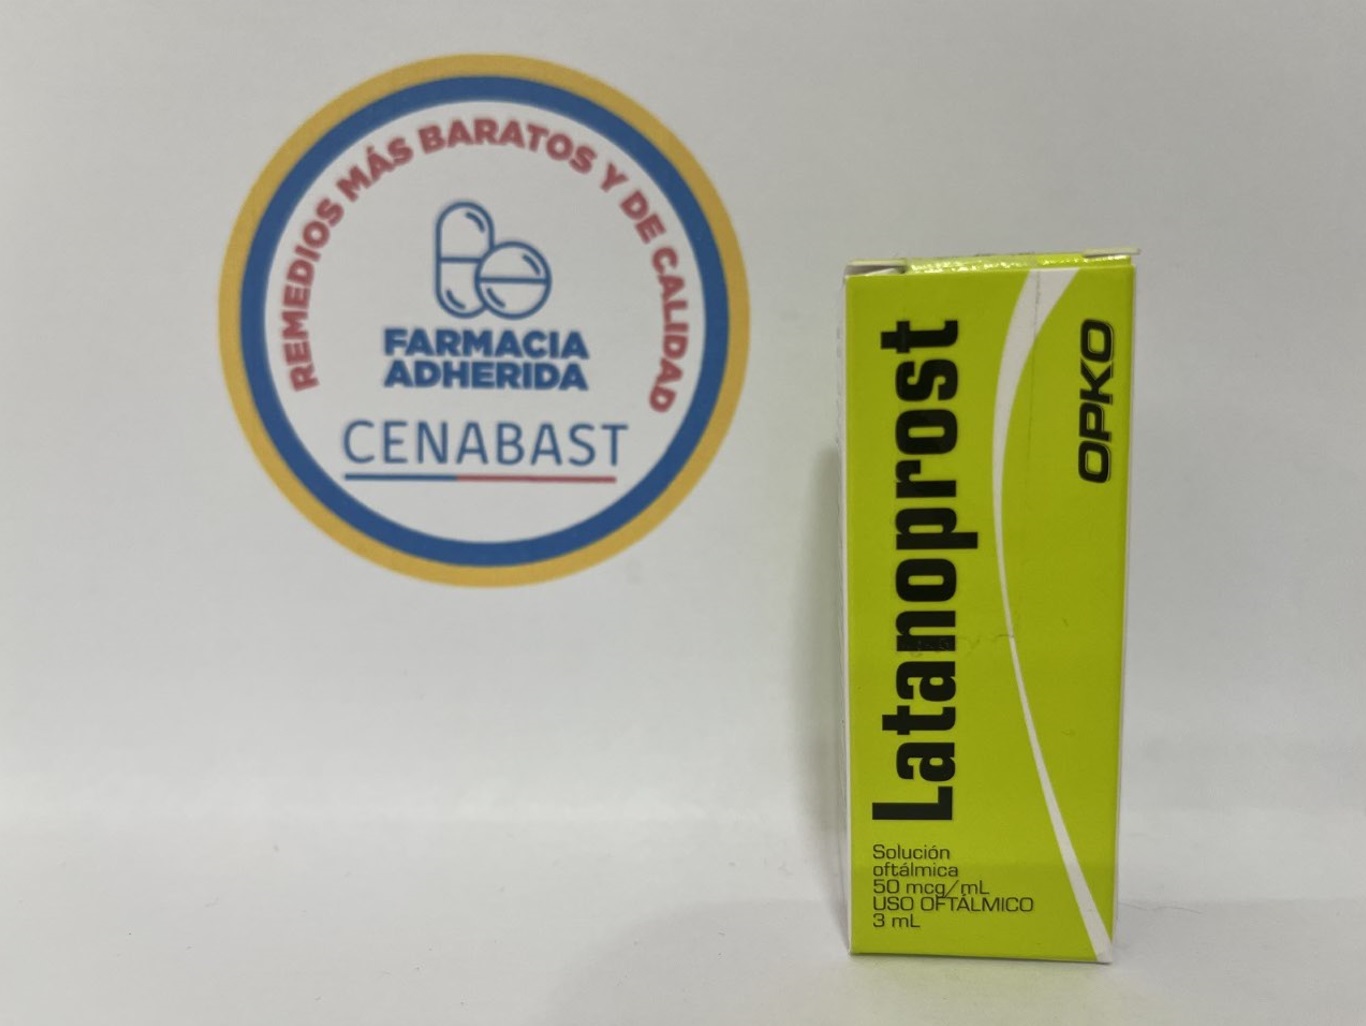 REMEDIOS MÁS BARATOS Y DE CALIDAD
FARMACIA
ADHERIDA
CENABAST
Latanoprost
OPKO
Solución
oftálmica
50 mcg/mL
USO OFTÁLMICO
3 mL